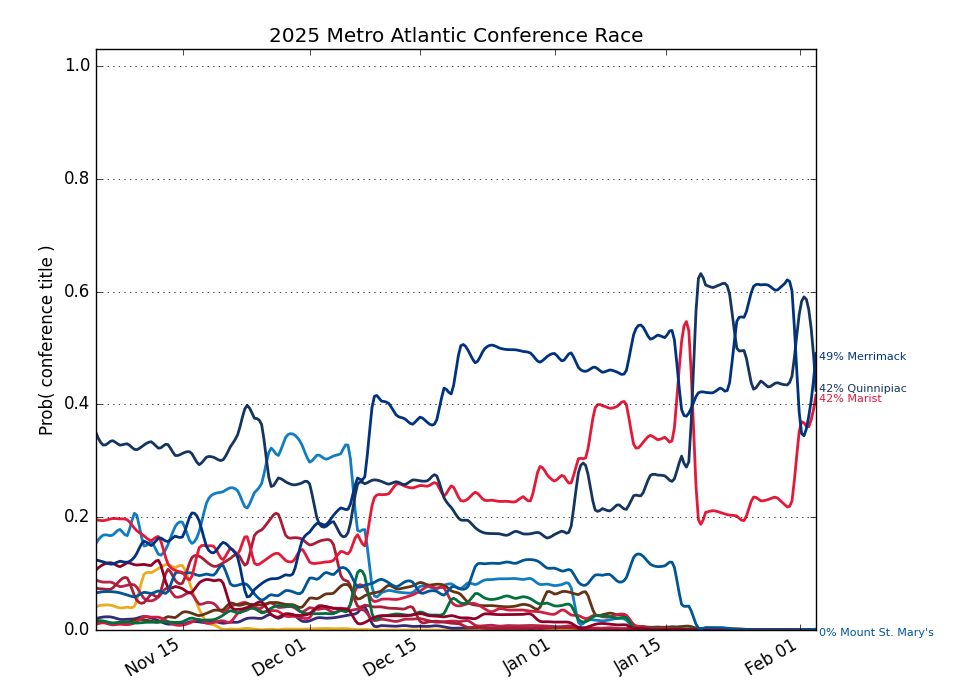 2025 Metro Atlantic Conference Race
Prob( conference title )
1.0
0.8
0.6
0.4
0.2
0.0
Nov 15
Dec 01
Dec 15
Jan 01
Jan 15
Feb 01
49% Merrimack
42% Quinnipiac
42% Marist
0% Mount St. Mary's